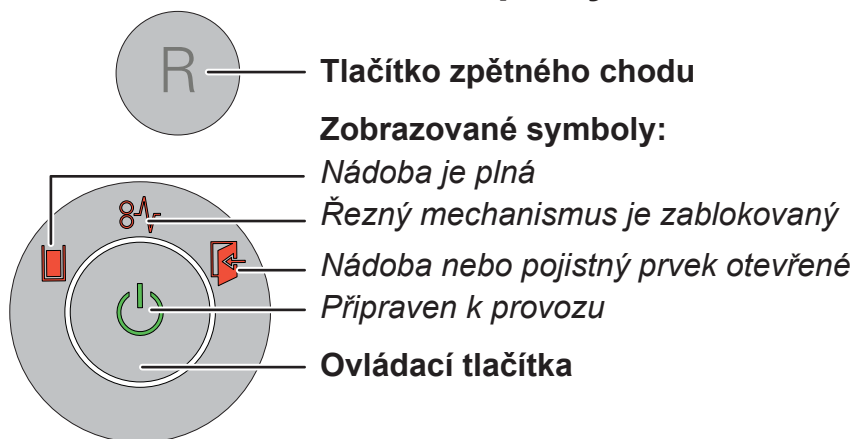 R
Tlačítko zpětného chodu
Zobrazované symboly:
Nádoba je plná
Řezný mechanismus je zablokovaný
Nádoba nebo pojistný prvek otevřené
Připraven k provozu
Ovládací tlačítka